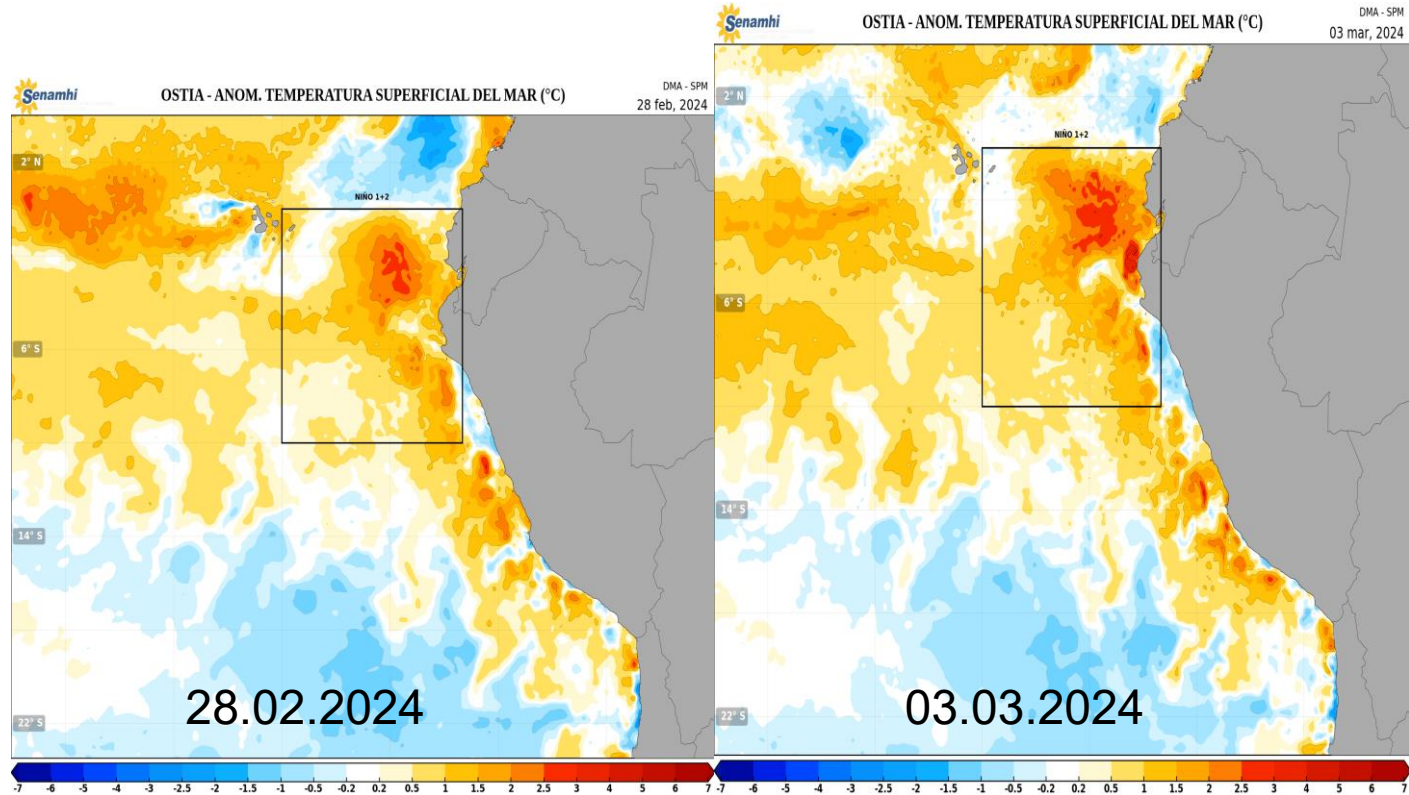 Senamhi
OSTIA - ANOM. TEMPERATURA SUPERFICIAL DEL MAR (°C)
DMA - SPM
28 feb, 2024
2° N
NIÑO 1+2
6° S
14° S
22° S
28.02.2024
-7 -6 -5 -4 -3 -2.5 -2 -1.5 -1 -0.5 -0.2 0.2 0.5 1 1.5 2 2.5 3 4 5 6 7
Senamhi
OSTIA - ANOM. TEMPERATURA SUPERFICIAL DEL MAR (°C)
DMA - SPM
03 mar, 2024
2° N
NIÑO 1+2
6° S
14° S
22° S
03.03.2024
-7 -6 -5 -4 -3 -2.5 -2 -1.5 -1 -0.5 -0.2 0.2 0.5 1 1.5 2 2.5 3 4 5 6 7